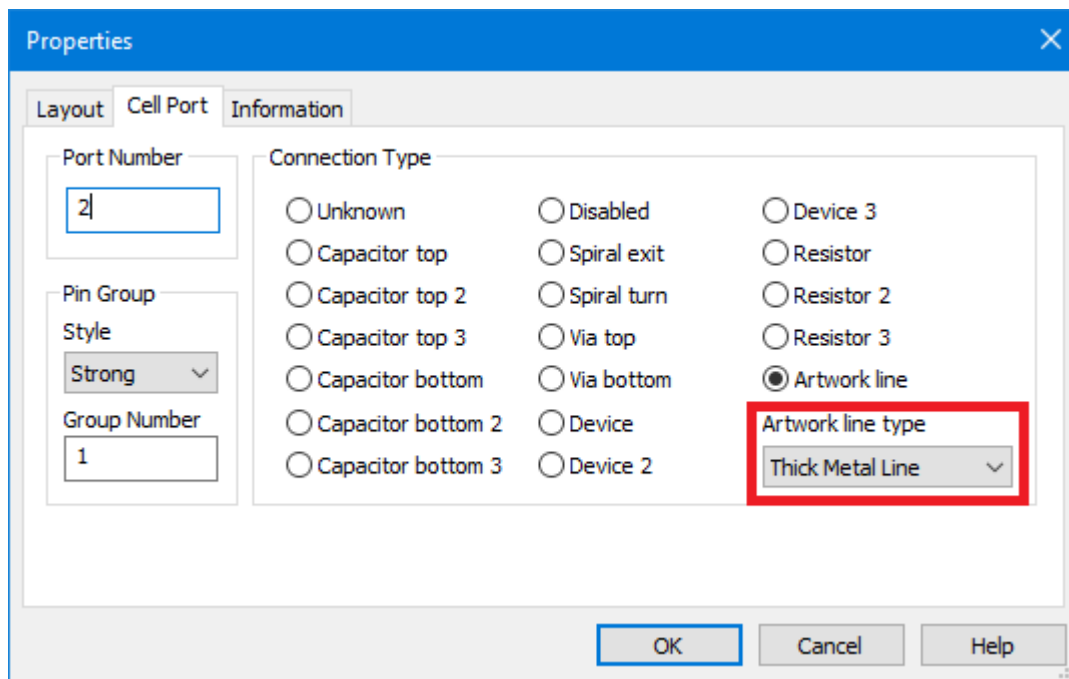 Properties
Layout Cell Port Information
Port Number
2
Pin Group
Style
Strong
Group Number
1
Connection Type
Unknown
Capacitor top
Capacitor top 2
Capacitor top 3
Capacitor bottom
Capacitor bottom 2
Capacitor bottom 3
Disabled
Spiral exit
Spiral turn
Via top
Via bottom
Device
Device 2
Device 3
Resistor
Resistor 2
Resistor 3
Artwork line
Artwork line type
Thick Metal Line
OK Cancel Help